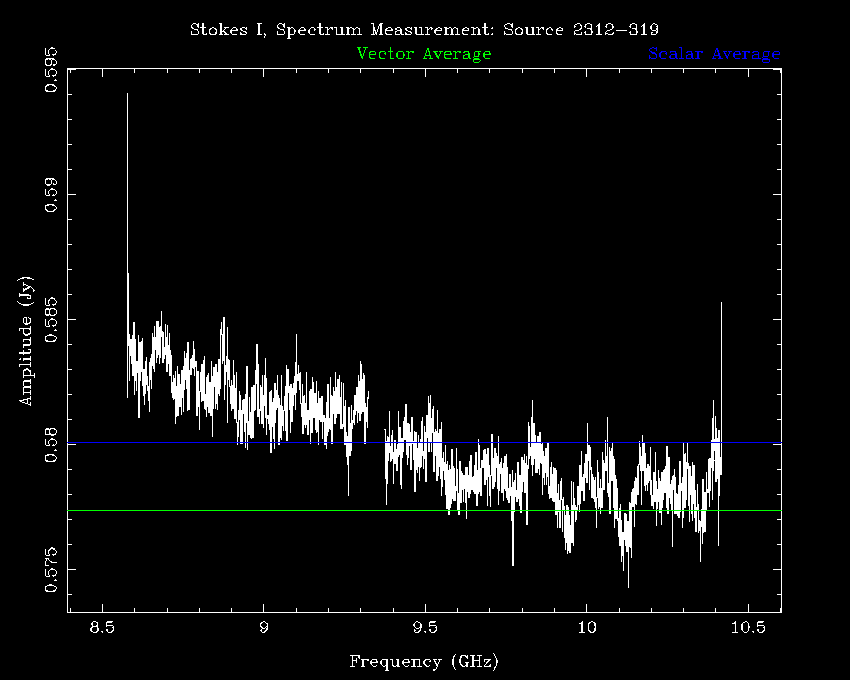 Stokes I, Spectrum Measurement: Source 2312-319
Vector Average Scalar Average
0.595
0.59
0.585
0.58
0.575
Amplitude (Jy)
8.5 9 9.5 10 10.5
Frequency (GHz)